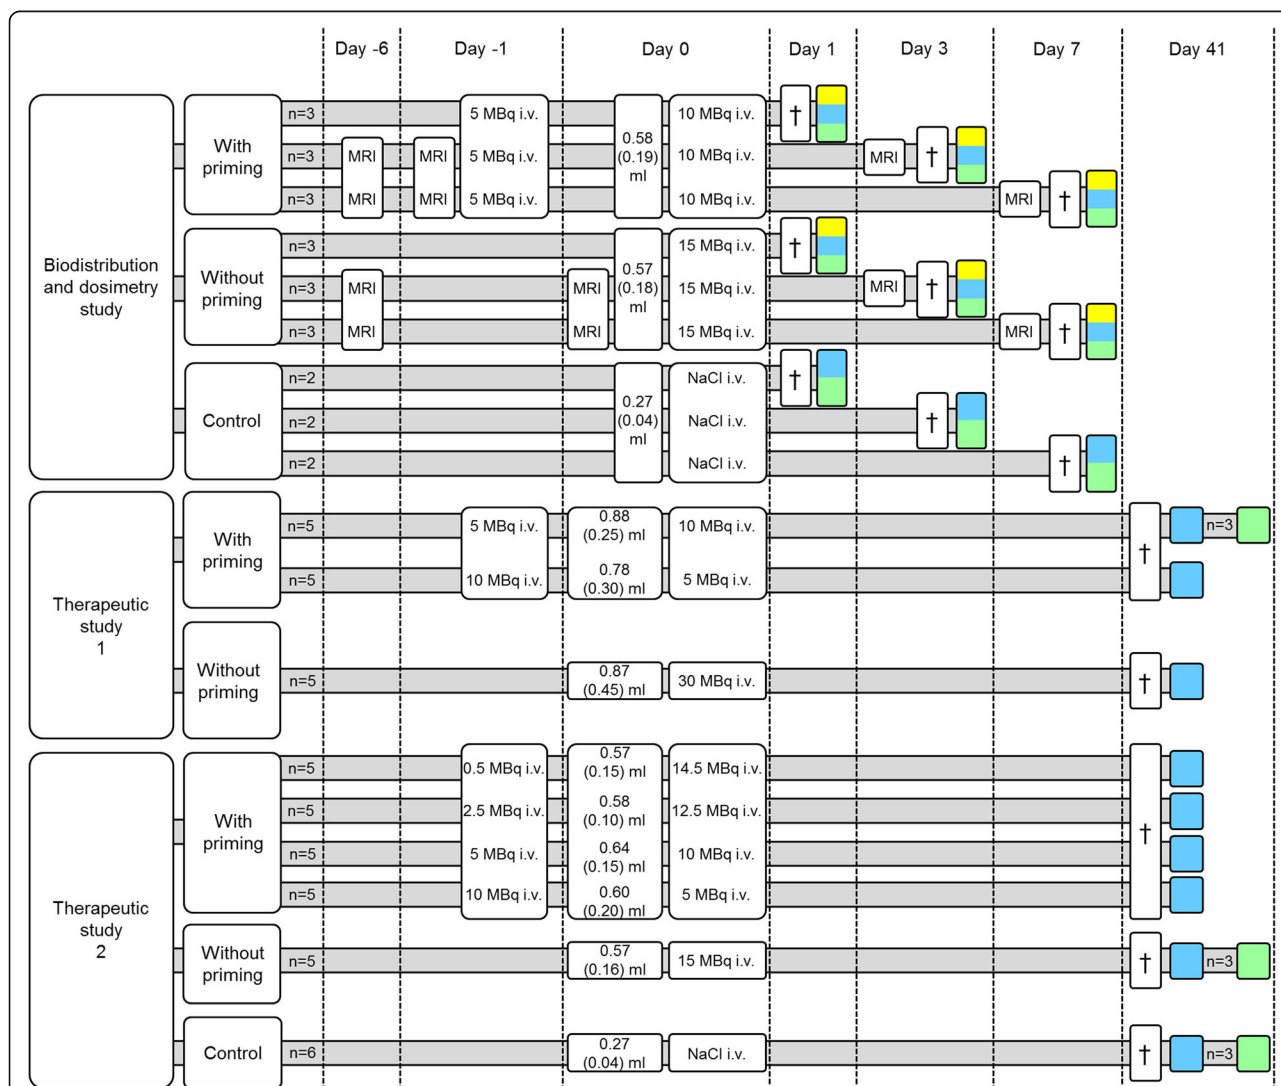 Day -6
Day -1
Day 0
Day 1
Day 3
Day 7
Day 41
Biodistribution
and dosimetry
study
With
priming
n=3
5 MBq i.v.
0.58
(0.19)
ml
10 MBq i.v.
†
n=3
MRI
MRI
5 MBq i.v.
10 MBq i.v.
MRI
†
n=3
MRI
MRI
5 MBq i.v.
10 MBq i.v.
MRI
†
Without
priming
n=3
0.57
(0.18)
ml
15 MBq i.v.
†
n=3
MRI
MRI
15 MBq i.v.
MRI
†
n=3
MRI
MRI
15 MBq i.v.
MRI
†
Control
n=2
0.27
(0.04)
ml
NaCl i.v.
†
n=2
NaCl i.v.
†
n=2
NaCl i.v.
†
Therapeutic
study
1
With
priming
n=5
5 MBq i.v.
0.88
(0.25) ml
10 MBq i.v.
†
n=3
n=5
10 MBq i.v.
0.78
(0.30) ml
5 MBq i.v.
Without
priming
n=5
0.87
(0.45) ml
30 MBq i.v.
†
Therapeutic
study
2
With
priming
n=5
0.5 MBq i.v.
0.57
(0.15) ml
14.5 MBq i.v.
†
n=5
2.5 MBq i.v.
0.58
(0.10) ml
12.5 MBq i.v.
n=5
5 MBq i.v.
0.64
(0.15) ml
10 MBq i.v.
n=5
10 MBq i.v.
0.60
(0.20) ml
5 MBq i.v.
Without
priming
n=5
0.57
(0.16) ml
15 MBq i.v.
†
n=3
Control
n=6
0.27
(0.04) ml
NaCl i.v.
†
n=3